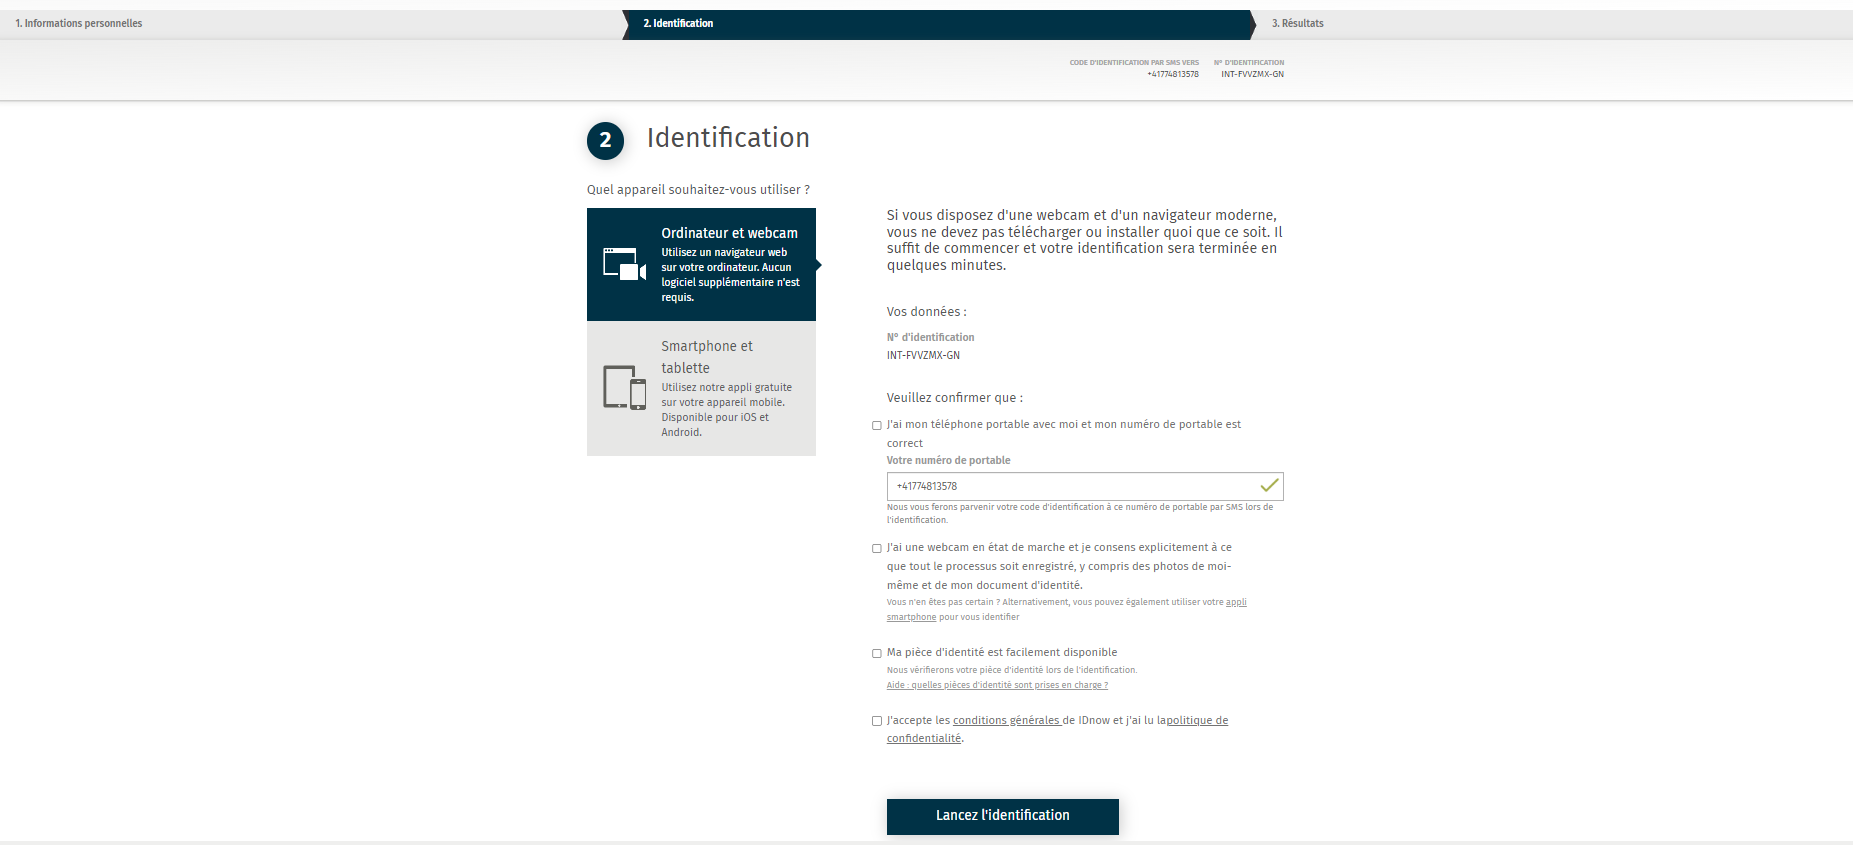 1. Informations personnelles
2. Identification
3. Résultats
CODE D'IDENTIFICATION PAR SMS VERS
+41774813578
N° D'IDENTIFICATION
INT-FVVZMX-GN
2 Identification
Quel appareil souhaitez-vous utiliser ?
Ordinateur et webcam
Utilisez un navigateur web
sur votre ordinateur. Aucun
logiciel supplémentaire n'est
requis.
Smartphone et
tablette
Utilisez notre appli gratuite
sur votre appareil mobile.
Disponible pour iOS et
Android.
Si vous disposez d'une webcam et d'un navigateur moderne,
vous ne devez pas télécharger ou installer quoi que ce soit. Il
suffit de commencer et votre identification sera terminée en
quelques minutes.
Vos données :
N° d'identification
INT-FVVZMX-GN
Veuillez confirmer que :
J'ai mon téléphone portable avec moi et mon numéro de portable est
correct
Votre numéro de portable
+41774813578
Nous vous ferons parvenir votre code d'identification à ce numéro de portable par SMS lors de
l'identification.
J'ai une webcam en état de marche et je consens explicitement à ce
que tout le processus soit enregistré, y compris des photos de moi-
même et de mon document d'identité.
Vous n'en êtes pas certain ? Alternativement, vous pouvez également utiliser votre appli
smartphone pour vous identifier
Ma pièce d'identité est facilement disponible
Nous vérifierons votre pièce d'identité lors de l'identification.
Aide : quelles pièces d'identité sont prises en charge ?
J'accepte les conditions générales de IDnow et j'ai lu lapolitique de
confidentialité.
Lancez l'identification